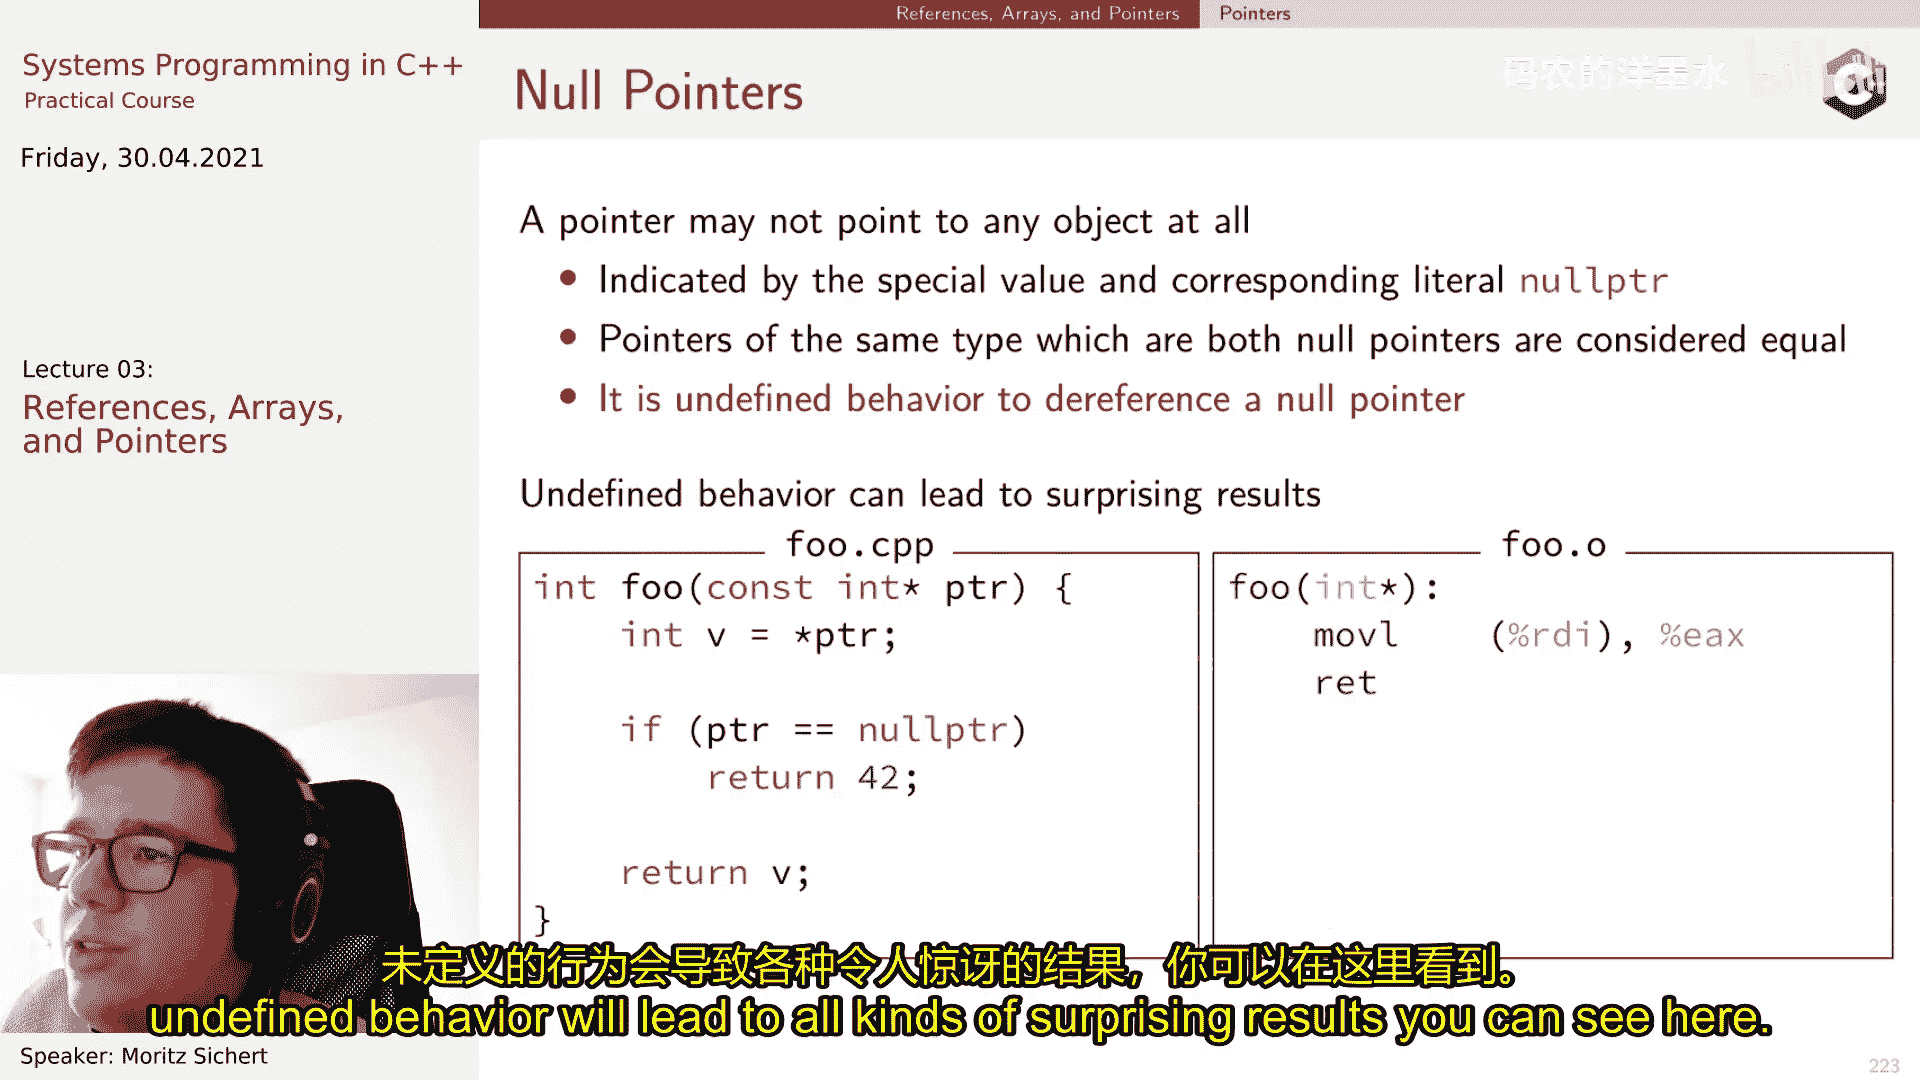 References, Arrays, and Pointers
Pointers
Systems Programming in C++
Practical Course
Friday, 30.04.2021
Lecture 03:
References, Arrays,
and Pointers
Null Pointers
码农的洋墨水
A pointer may not point to any object at all
Indicated by the special value and corresponding literal nullptr
Pointers of the same type which are both null pointers are considered equal
It is undefined behavior to dereference a null pointer
Undefined behavior can lead to surprising results
foo.cpp
int foo(const int* ptr) {
int v = *ptr;
if (ptr == nullptr)
return 42;
return v;
}
foo.o
foo(int*):
movl (%rdi), %eax
ret
未定义的行为会导致各种令人惊讶的结果，你可以在这里看到。
undefined behavior will lead to all kinds of surprising results you can see here.
Speaker: Moritz Sichert
223